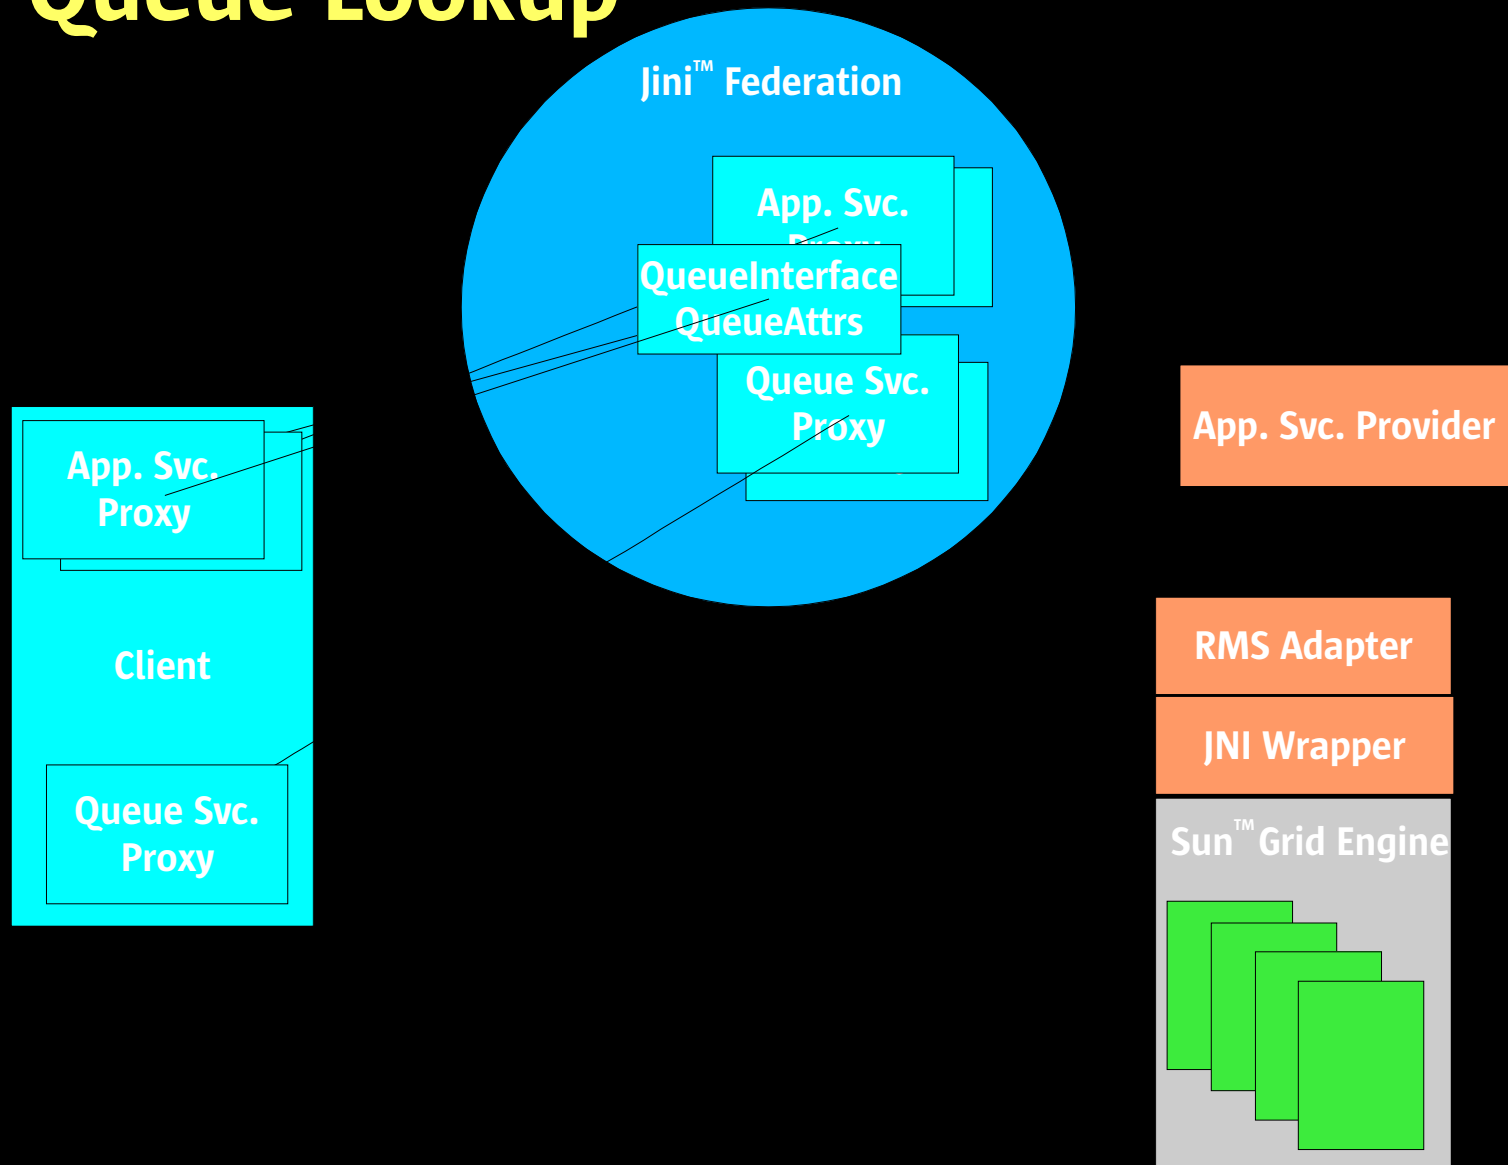 Queue Lookup
Jini™ Federation
App. Svc.
Proxy
QueueInterface
QueueAttrs
Queue Svc.
Proxy
App. Svc. Provider
App. Svc.
Proxy
Client
Queue Svc.
Proxy
RMS Adapter
JNI Wrapper
Sun™ Grid Engine